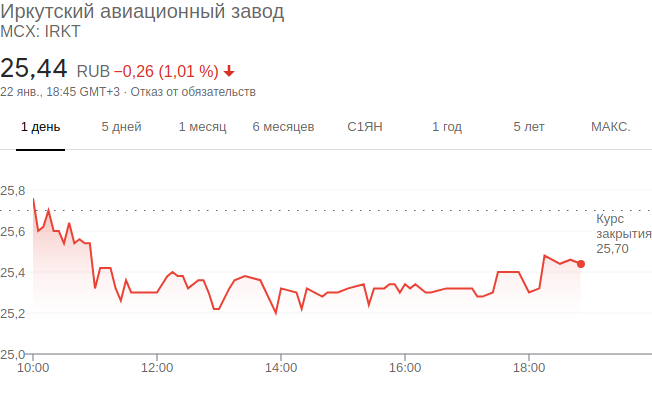 Иркутский авиационный завод
MCX: IRKT
25,44 RUB −0,26 (1,01 %)
22 янв., 18:45 GMT+3 · Отказ от обязательств
1 день 5 дней 1 месяц 6 месяцев С1ЯН 1 год 5 лет МАКС.
25,8
Курс
25,6
закрытия
25,70
25,4
25,2
25,0
10:00 12:00 14:00 16:00 18:00